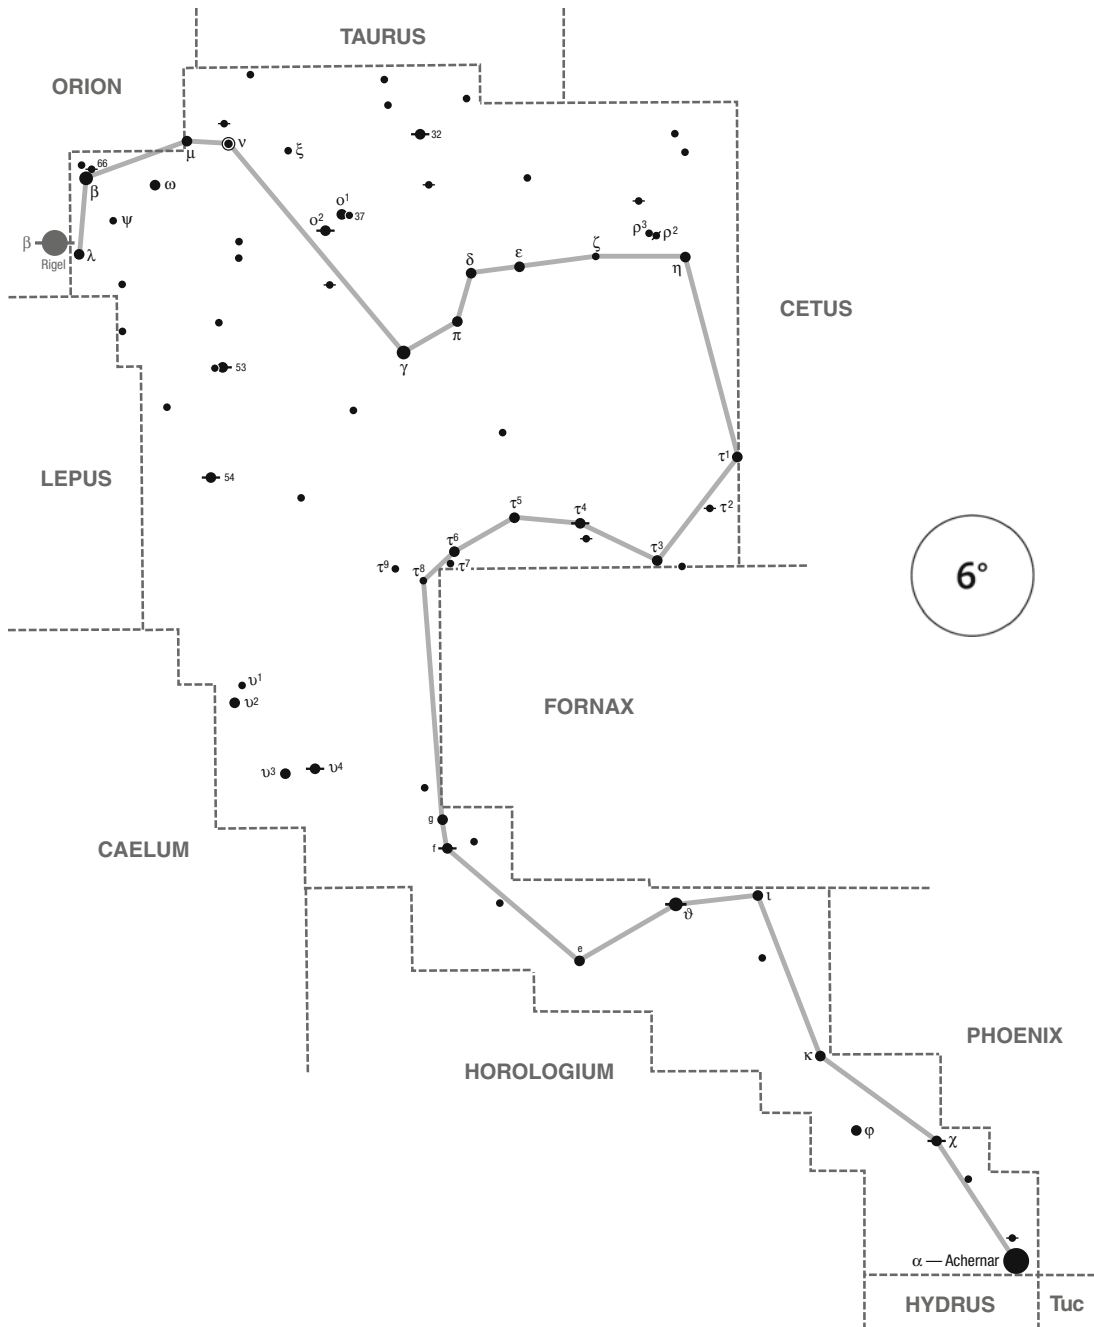 TAURUS
ORION
32
μ
ν
ξ
66
β
ω
ο1
37
ο2
ψ
ρ3
ρ2
β
Rigel
λ
δ
ε
ζ
η
CETUS
π
γ
53
LEPUS
τ1
54
τ5
τ4
τ2
τ6
τ3
τ9
τ8
τ7
6°
υ1
υ2
FORNAX
υ3
υ4
g
f
CAELUM
ι
ϑ
e
PHOENIX
κ
HOROLOGIUM
φ
χ
α — Achernar
HYDRUS
Tuc